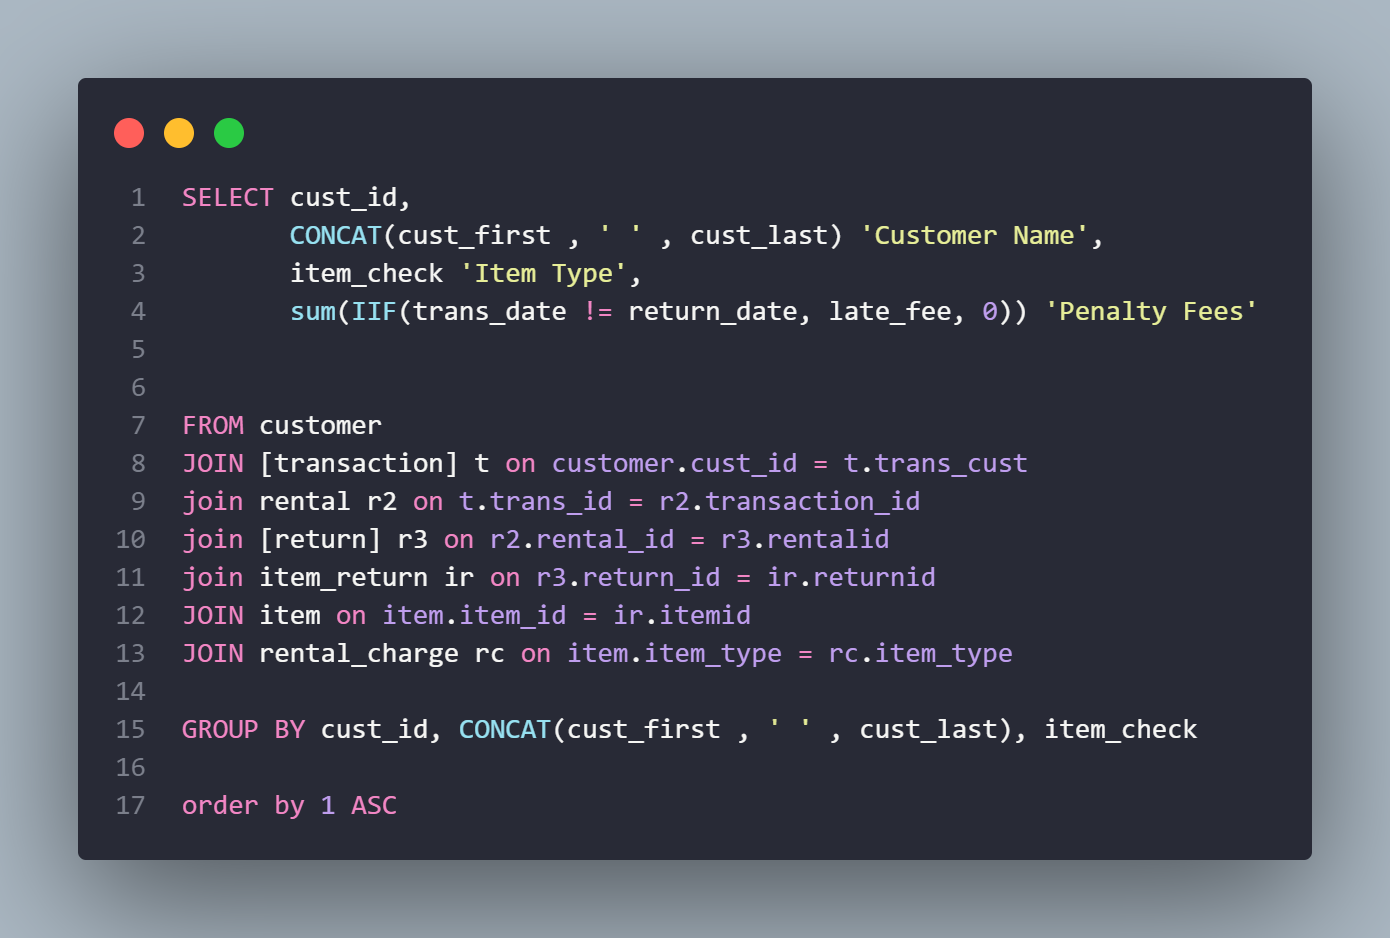 1 SELECT cust_id,
2 CONCAT(cust_first , ' ' , cust_last) 'Customer Name',
3 item_check 'Item Type',
4 sum(IIF(trans_date != return_date, late_fee, 0)) 'Penalty Fees'
5
6
7 FROM customer
8 JOIN [transaction] t on customer.cust_id = t.trans_cust
9 join rental r2 on t.trans_id = r2.transaction_id
10 join [return] r3 on r2.rental_id = r3.rentalid
11 join item_return ir on r3.return_id = ir.returnid
12 JOIN item on item.item_id = ir.itemid
13 JOIN rental_charge rc on item.item_type = rc.item_type
14
15 GROUP BY cust_id, CONCAT(cust_first , ' ' , cust_last), item_check
16
17 order by 1 ASC